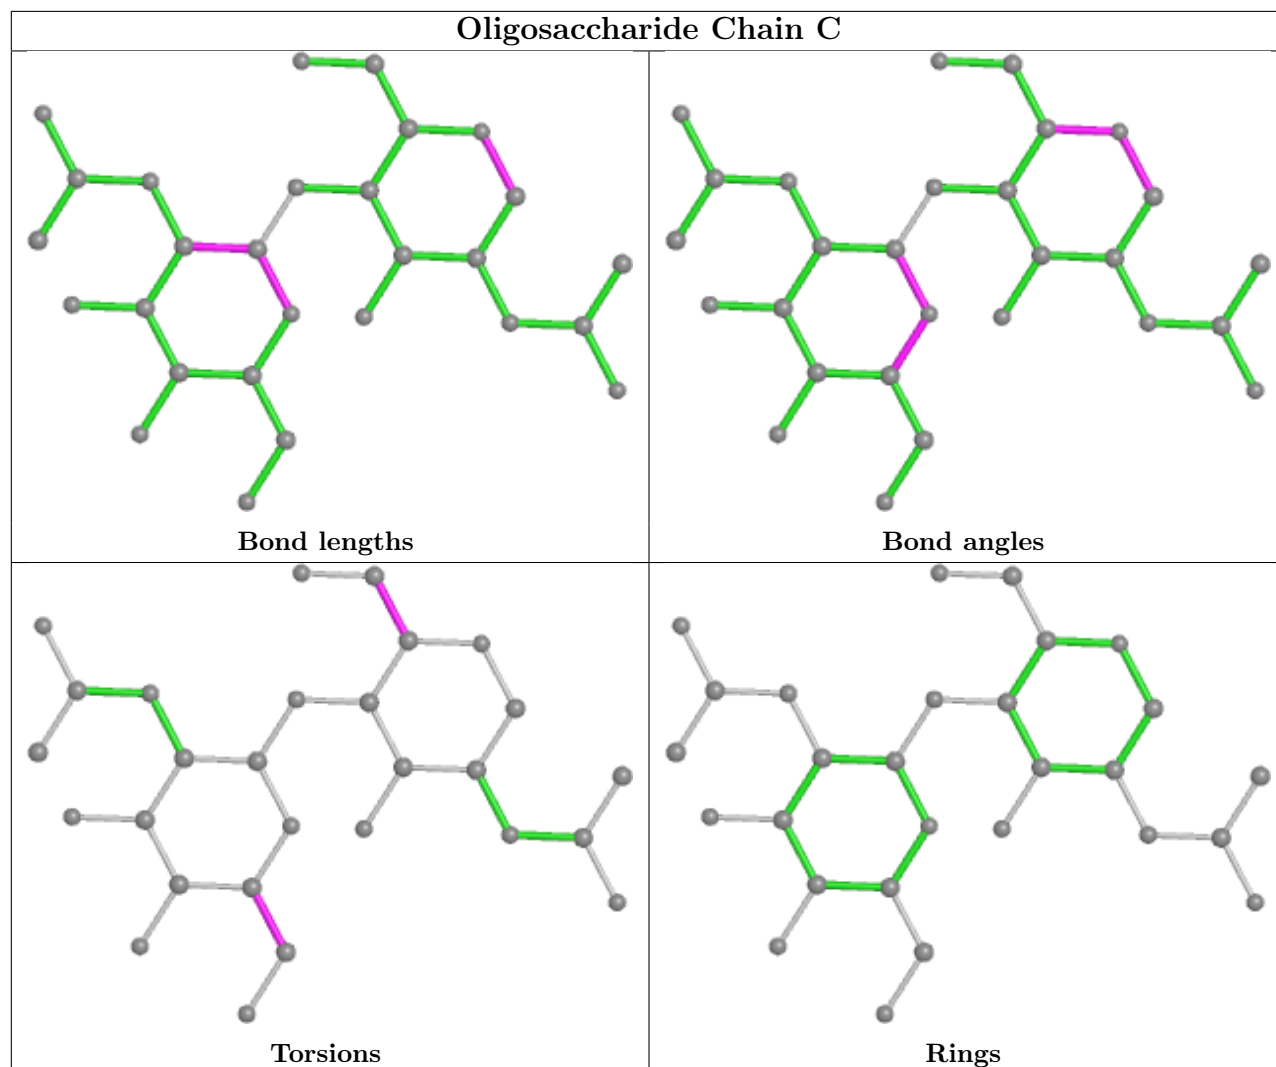 Oligosaccharide Chain C
Bond lengths
Bond angles
Torsions
Rings